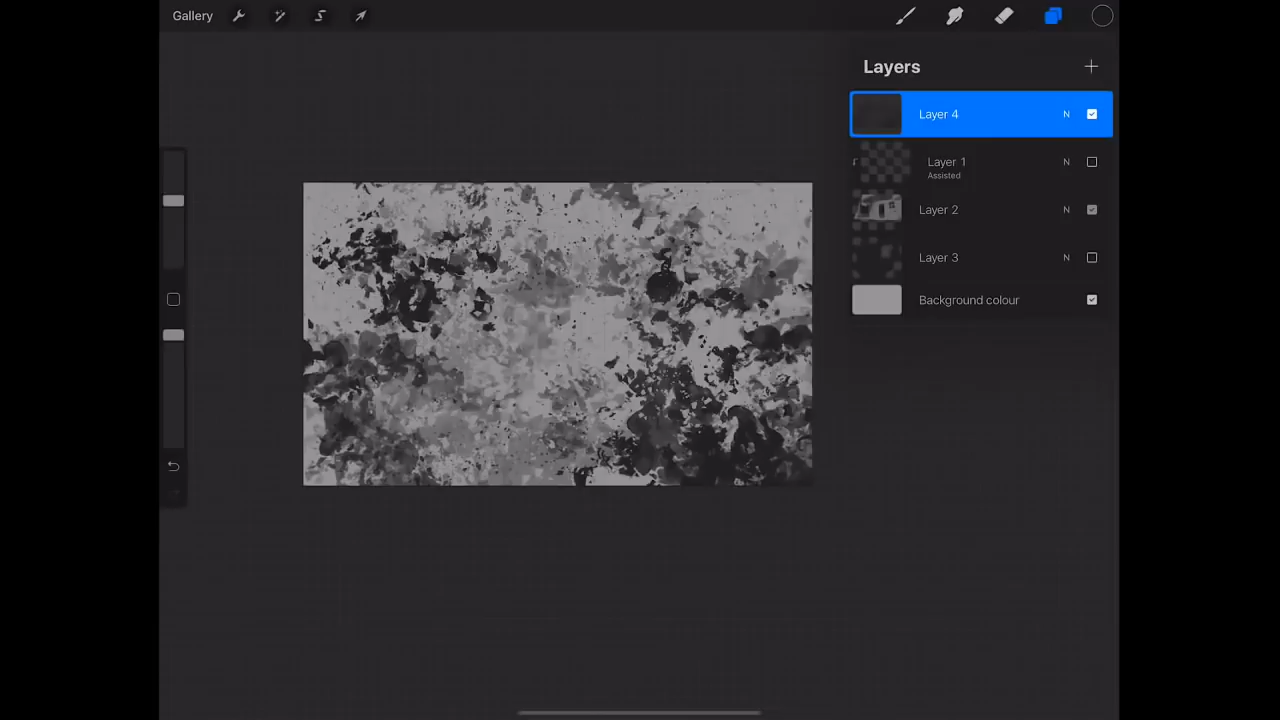 Gallery
Layers
Layer 4 N
Layer 1 N
Assisted
Layer 2 N
Layer 3 N
Background colour